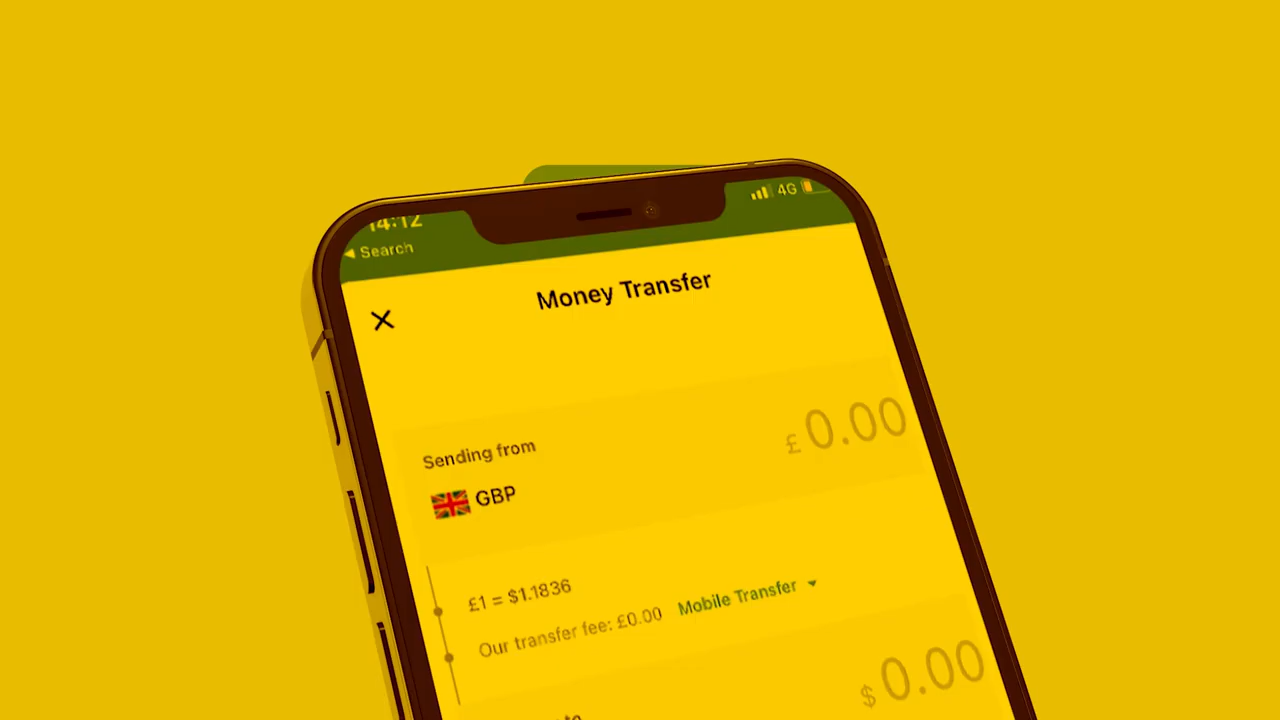 14:12
4G
◀ Search
Money Transfer
£0.00
Sending from
GBP
£1 = $1.1836
Our transfer fee: £0.00 Mobile Transfer
$0.00